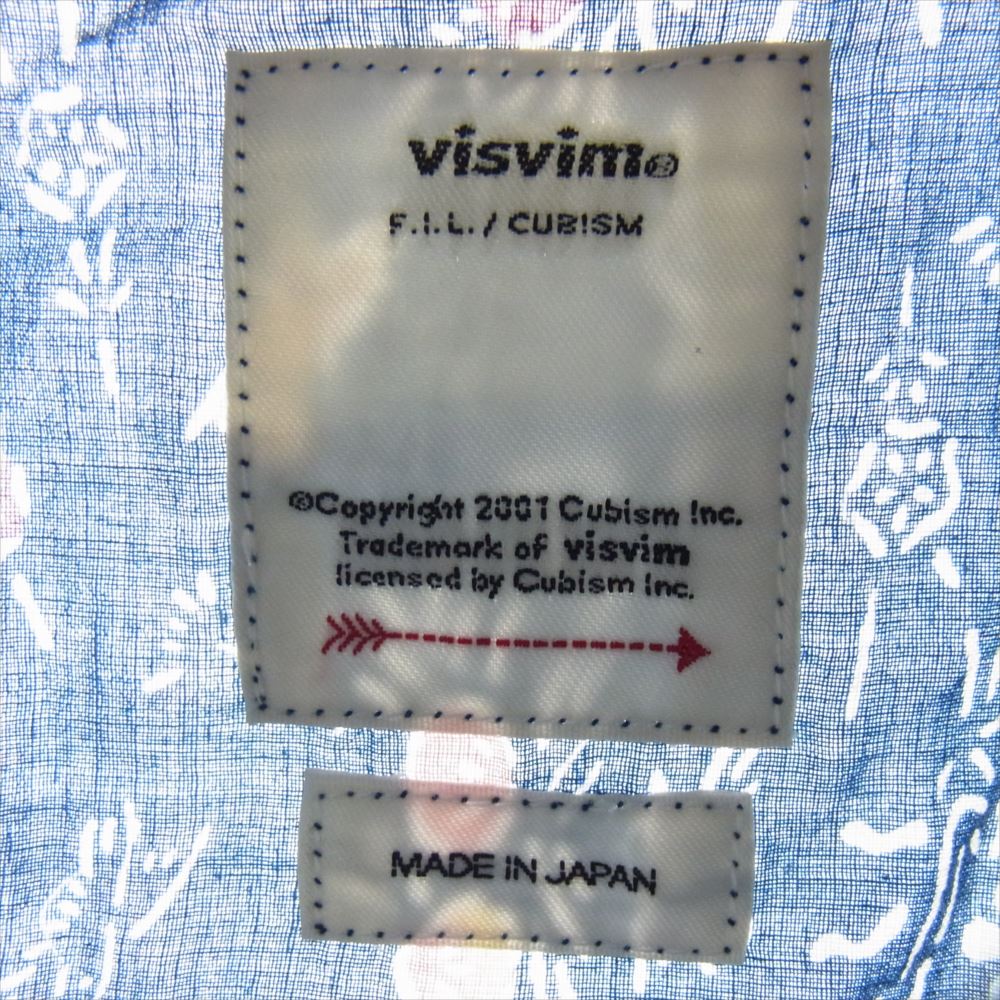 visvim®
F.I.L. / CUBISM
©Copyright 2001 Cubism Inc.
Trademark of visvim
licensed by Cubism Inc.
MADE IN JAPAN